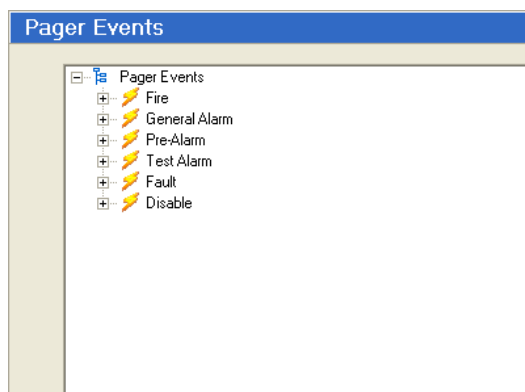 Pager Events
Pager Events
Fire
General Alarm
Pre-Alarm
Test Alarm
Fault
Disable